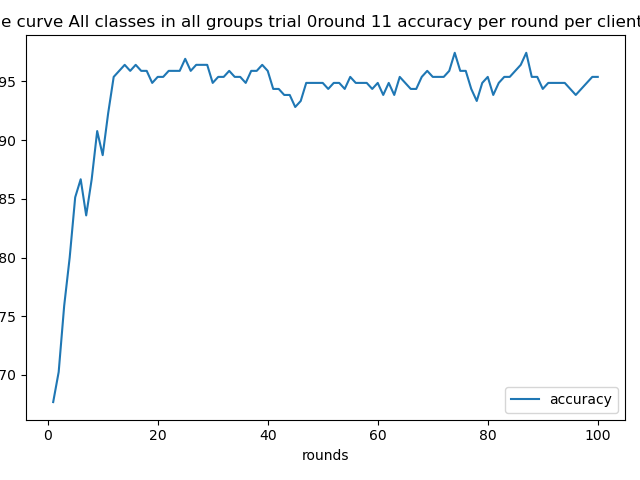 e curve All classes in all groups trial 0round 11 accuracy per round per client
95
90
85
80
75
70
0 20 40 60 80 100
rounds
accuracy